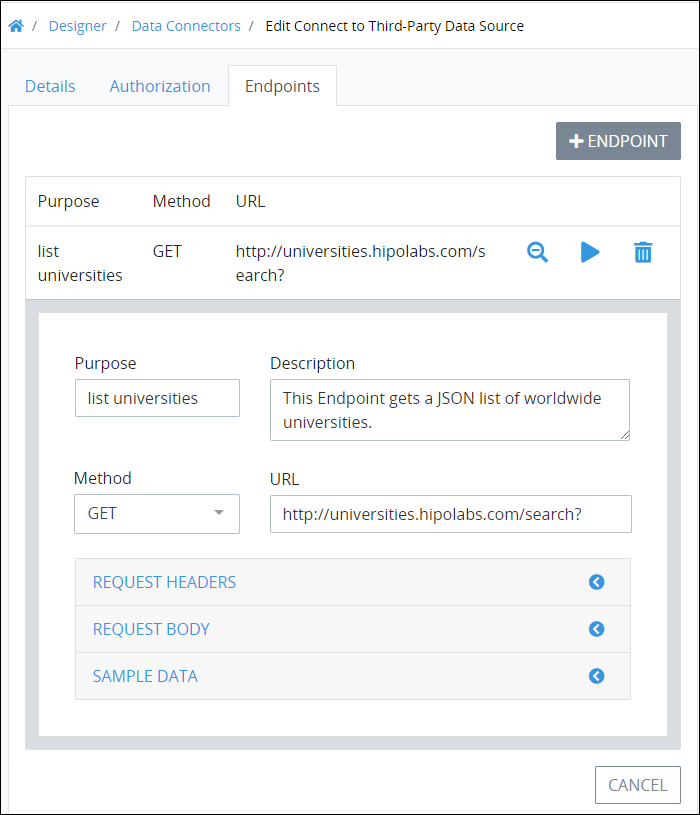 / Designer / Data Connectors / Edit Connect to Third-Party Data Source
Details Authorization Endpoints
ENDPOINT
Purpose Method URL
list universities GET http://universities.hipolabs.com/s
earch?
Purpose Description
list universities This Endpoint gets a JSON list of worldwide
universities.
Method URL
GET http://universities.hipolabs.com/search?
REQUEST HEADERS
REQUEST BODY
SAMPLE DATA
CANCEL